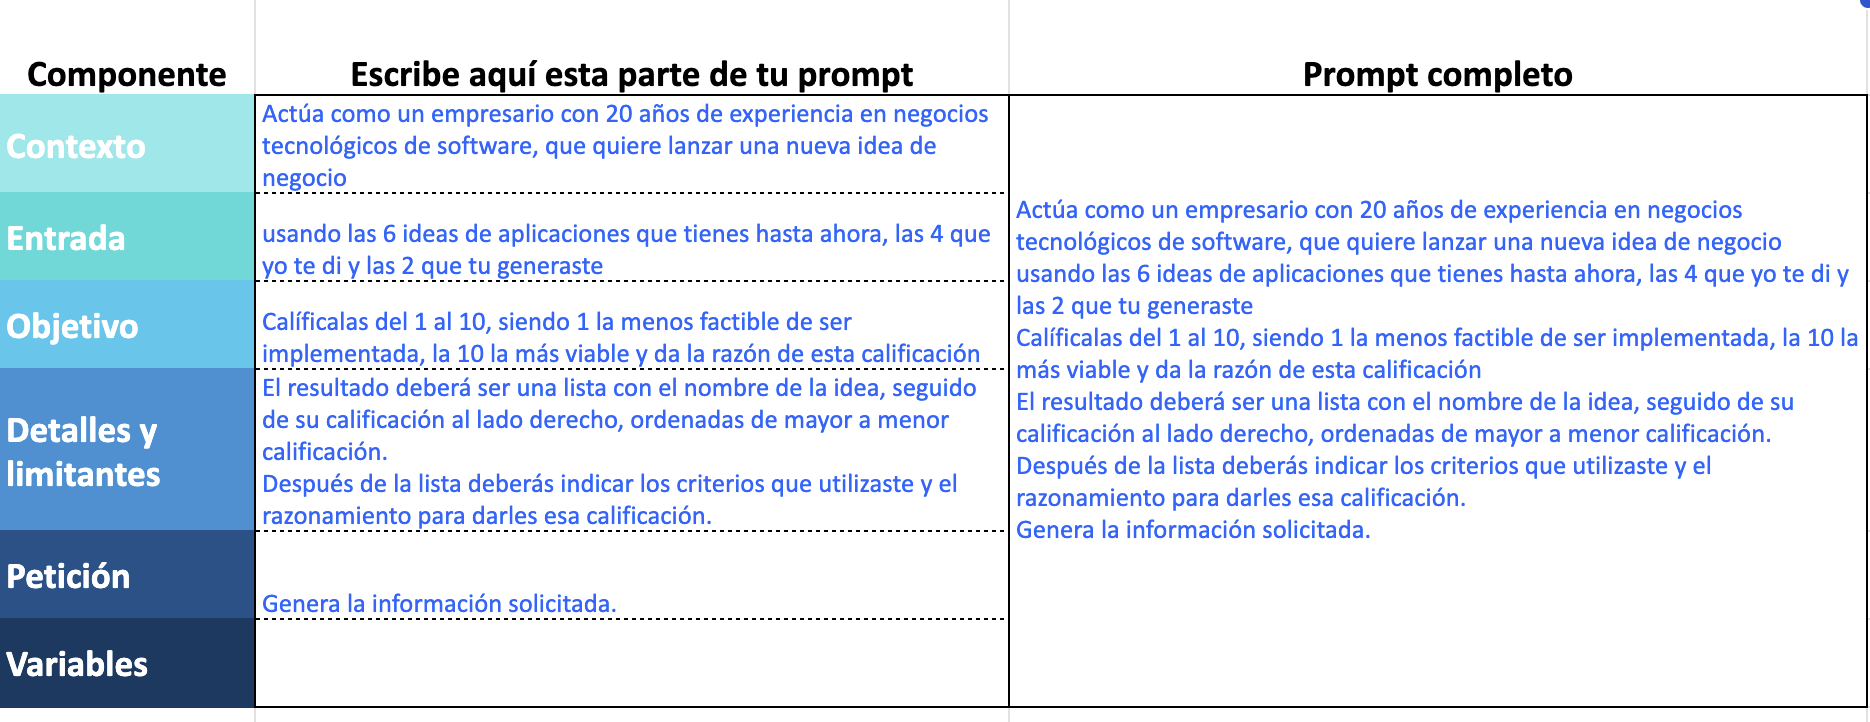 Componente
Escribe aquí esta parte de tu prompt
Prompt completo
Contexto
Actúa como un empresario con 20 años de experiencia en negocios
tecnológicos de software, que quiere lanzar una nueva idea de
negocio
Entrada
usando las 6 ideas de aplicaciones que tienes hasta ahora, las 4 que
yo te di y las 2 que tu generaste
Objetivo
Califícalas del 1 al 10, siendo 1 la menos factible de ser
implementada, la 10 la más viable y da la razón de esta calificación
Detalles y
limitantes
El resultado deberá ser una lista con el nombre de la idea, seguido
de su calificación al lado derecho, ordenadas de mayor a menor
calificación.
Después de la lista deberás indicar los criterios que utilizaste y el
razonamiento para darles esa calificación.
Petición
Genera la información solicitada.
Variables
Actúa como un empresario con 20 años de experiencia en negocios
tecnológicos de software, que quiere lanzar una nueva idea de negocio
usando las 6 ideas de aplicaciones que tienes hasta ahora, las 4 que yo te di y
las 2 que tu generaste
Califícalas del 1 al 10, siendo 1 la menos factible de ser implementada, la 10 la
más viable y da la razón de esta calificación
El resultado deberá ser una lista con el nombre de la idea, seguido de su
calificación al lado derecho, ordenadas de mayor a menor calificación.
Después de la lista deberás indicar los criterios que utilizaste y el
razonamiento para darles esa calificación.
Genera la información solicitada.